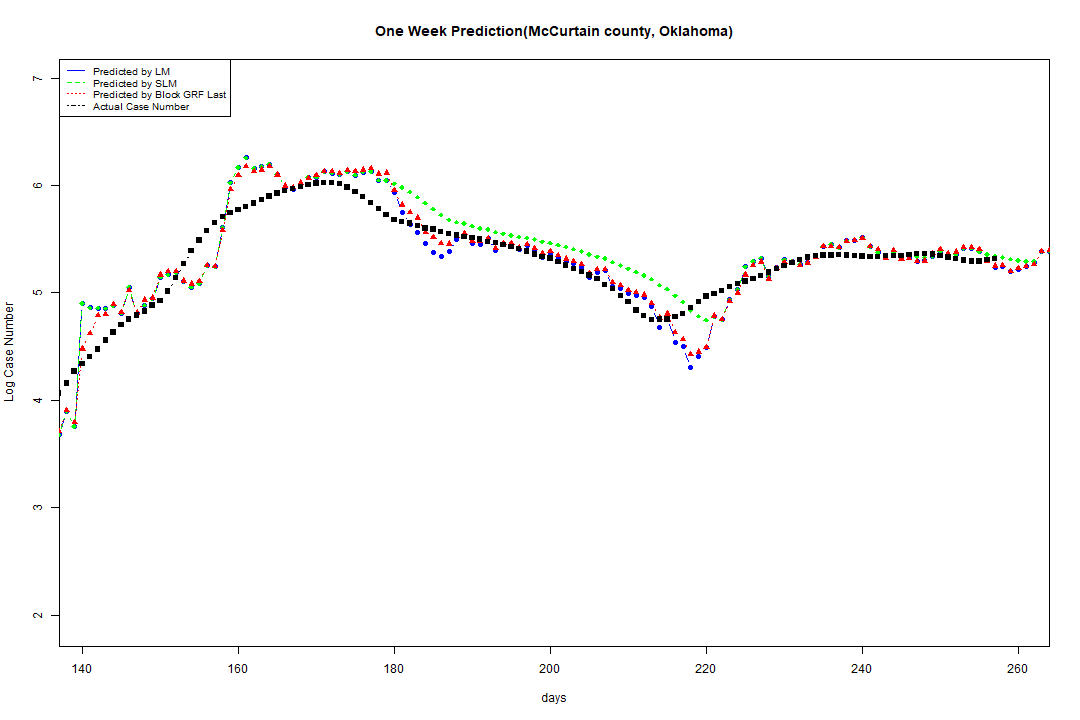 One Week Prediction(McCurtain county, Oklahoma)
Predicted by LM
Predicted by SLM
Predicted by Block GRF Last
Actual Case Number
7
6
5
4
3
2
Log Case Number
140 160 180 200 220 240 260
days